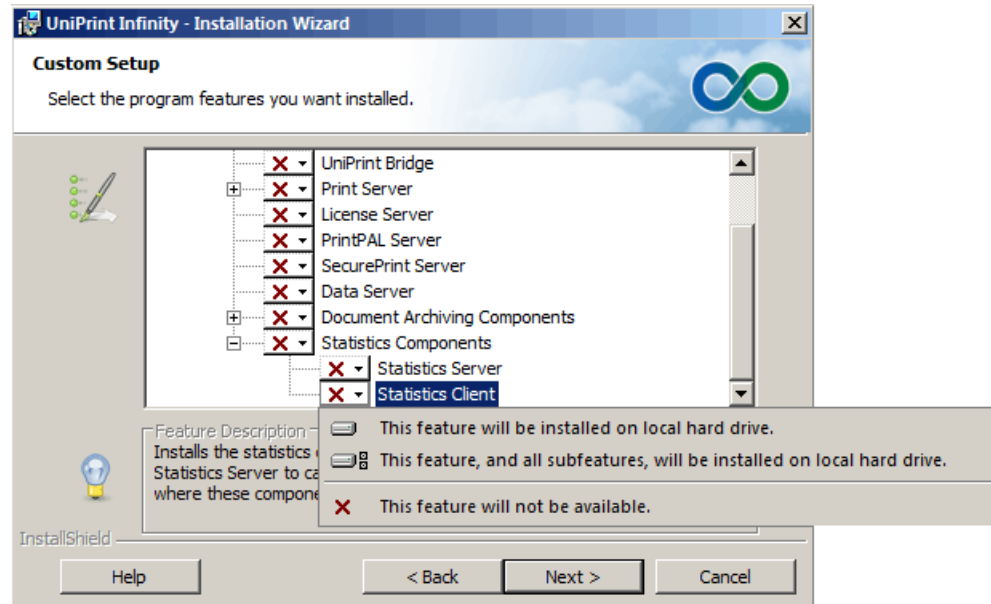 UniPrint Infinity - Installation Wizard
Custom Setup
Select the program features you want installed.
UniPrint Bridge
Print Server
License Server
PrintPAL Server
SecurePrint Server
Data Server
Document Archiving Components
Statistics Components
Statistics Server
Statistics Client
This feature will be installed on local hard drive.
This feature, and all subfeatures, will be installed on local hard drive.
This feature will not be available.
Feature Description
Installs the statistics
Statistics Server to
where these
InstallShield
Help
< Back
Next >
Cancel